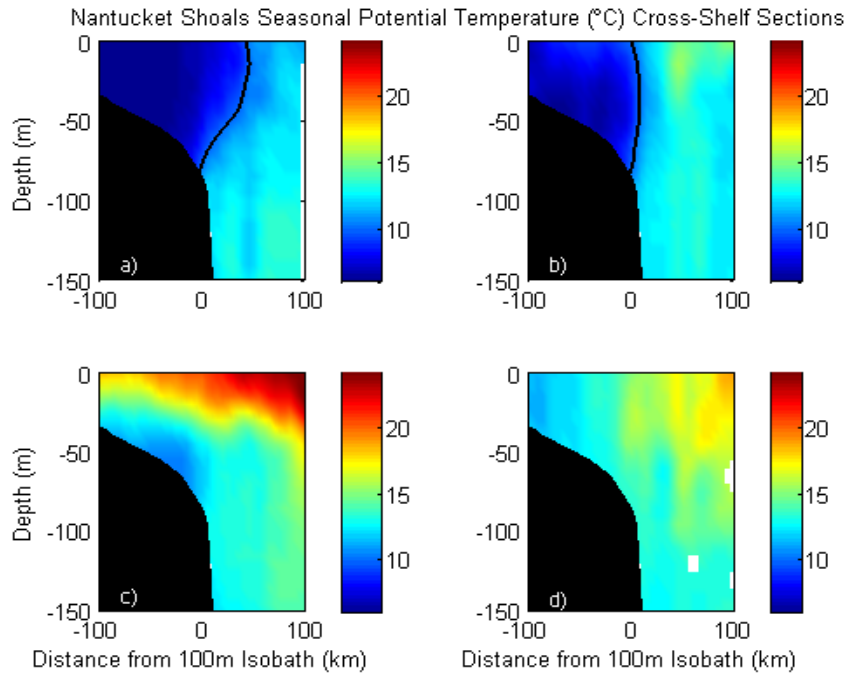 Nantucket Shoals Seasonal Potential Temperature (°C) Cross-Shelf Sections
0
-50
-100
-150
Depth (m)
a)
-100 0 100
20
15
10
0
-50
-100
-150
b)
-100 0 100
20
15
10
0
-50
-100
-150
Depth (m)
c)
-100 0 100
Distance from 100m Isobath (km)
20
15
10
0
-50
-100
-150
d)
-100 0 100
Distance from 100m Isobath (km)
20
15
10